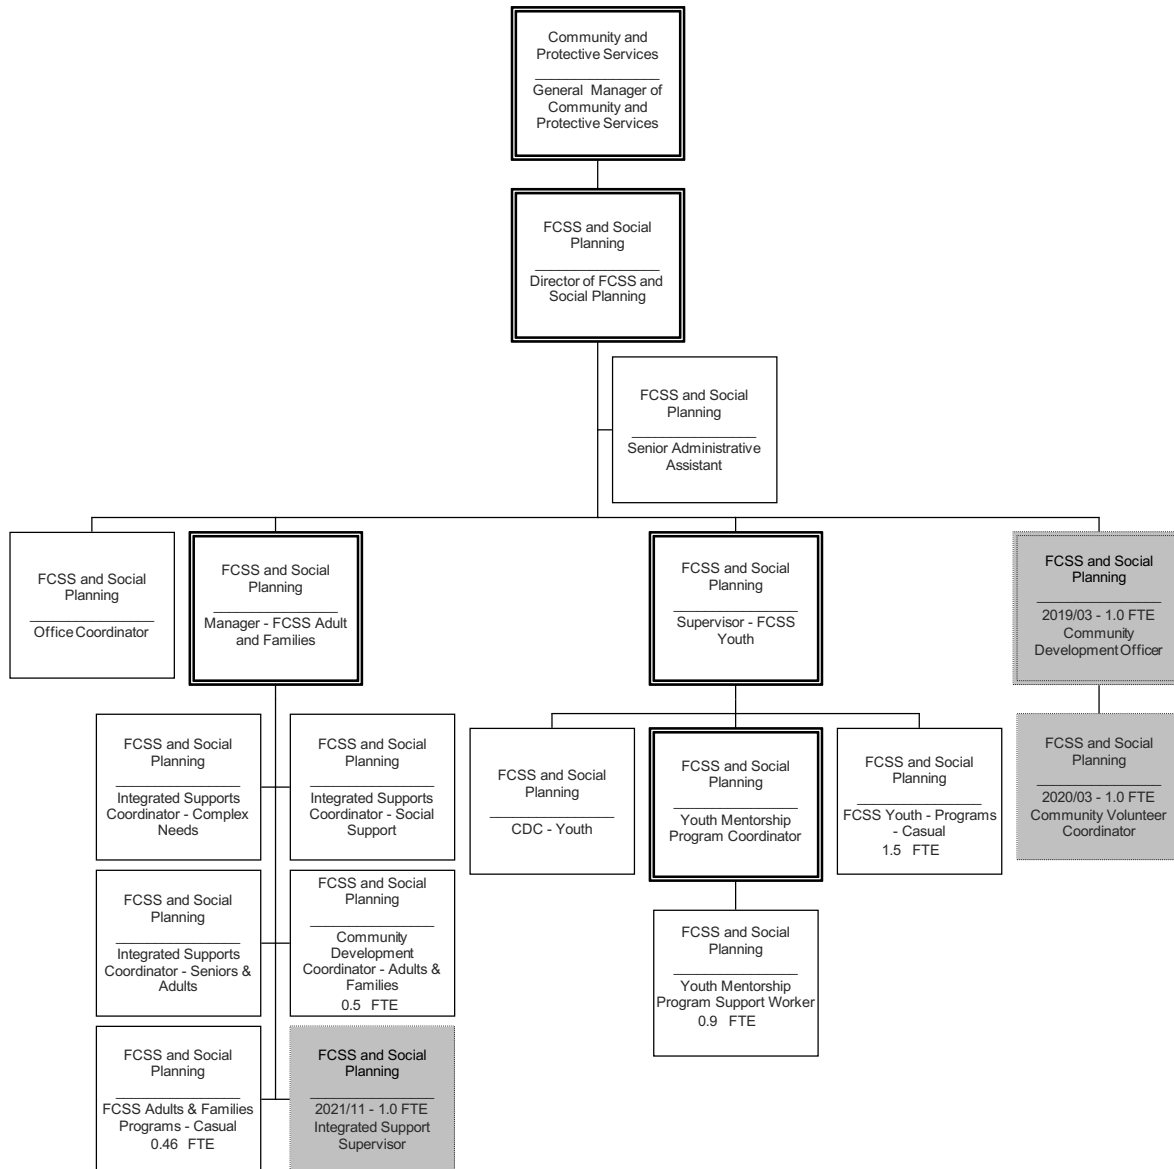 Community and
Protective Services
General Manager of
Community and
Protective Services
FCSS and Social
Planning
Director of FCSS and
Social Planning
FCSS and Social
Planning
Senior Administrative
Assistant
FCSS and Social
Planning
Office Coordinator
FCSS and Social
Planning
Manager - FCSS Adult
and Families
FCSS and Social
Planning
Supervisor - FCSS
Youth
FCSS and Social
Planning
2019/03 - 1.0 FTE
Community
Development Officer
FCSS and Social
Planning
Integrated Supports
Coordinator - Complex
Needs
FCSS and Social
Planning
Integrated Supports
Coordinator - Social
Support
FCSS and Social
Planning
CDC - Youth
FCSS and Social
Planning
Youth Mentorship
Program Coordinator
FCSS and Social
Planning
FCSS Youth - Programs
- Casual
1.5 FTE
FCSS and Social
Planning
2020/03 - 1.0 FTE
Community Volunteer
Coordinator
FCSS and Social
Planning
Integrated Supports
Coordinator - Seniors &
Adults
FCSS and Social
Planning
Community
Development
Coordinator - Adults &
Families
0.5 FTE
FCSS and Social
Planning
Youth Mentorship
Program Support Worker
0.9 FTE
FCSS and Social
Planning
FCSS Adults & Families
Programs - Casual
0.46 FTE
FCSS and Social
Planning
2021/11 - 1.0 FTE
Integrated Support
Supervisor